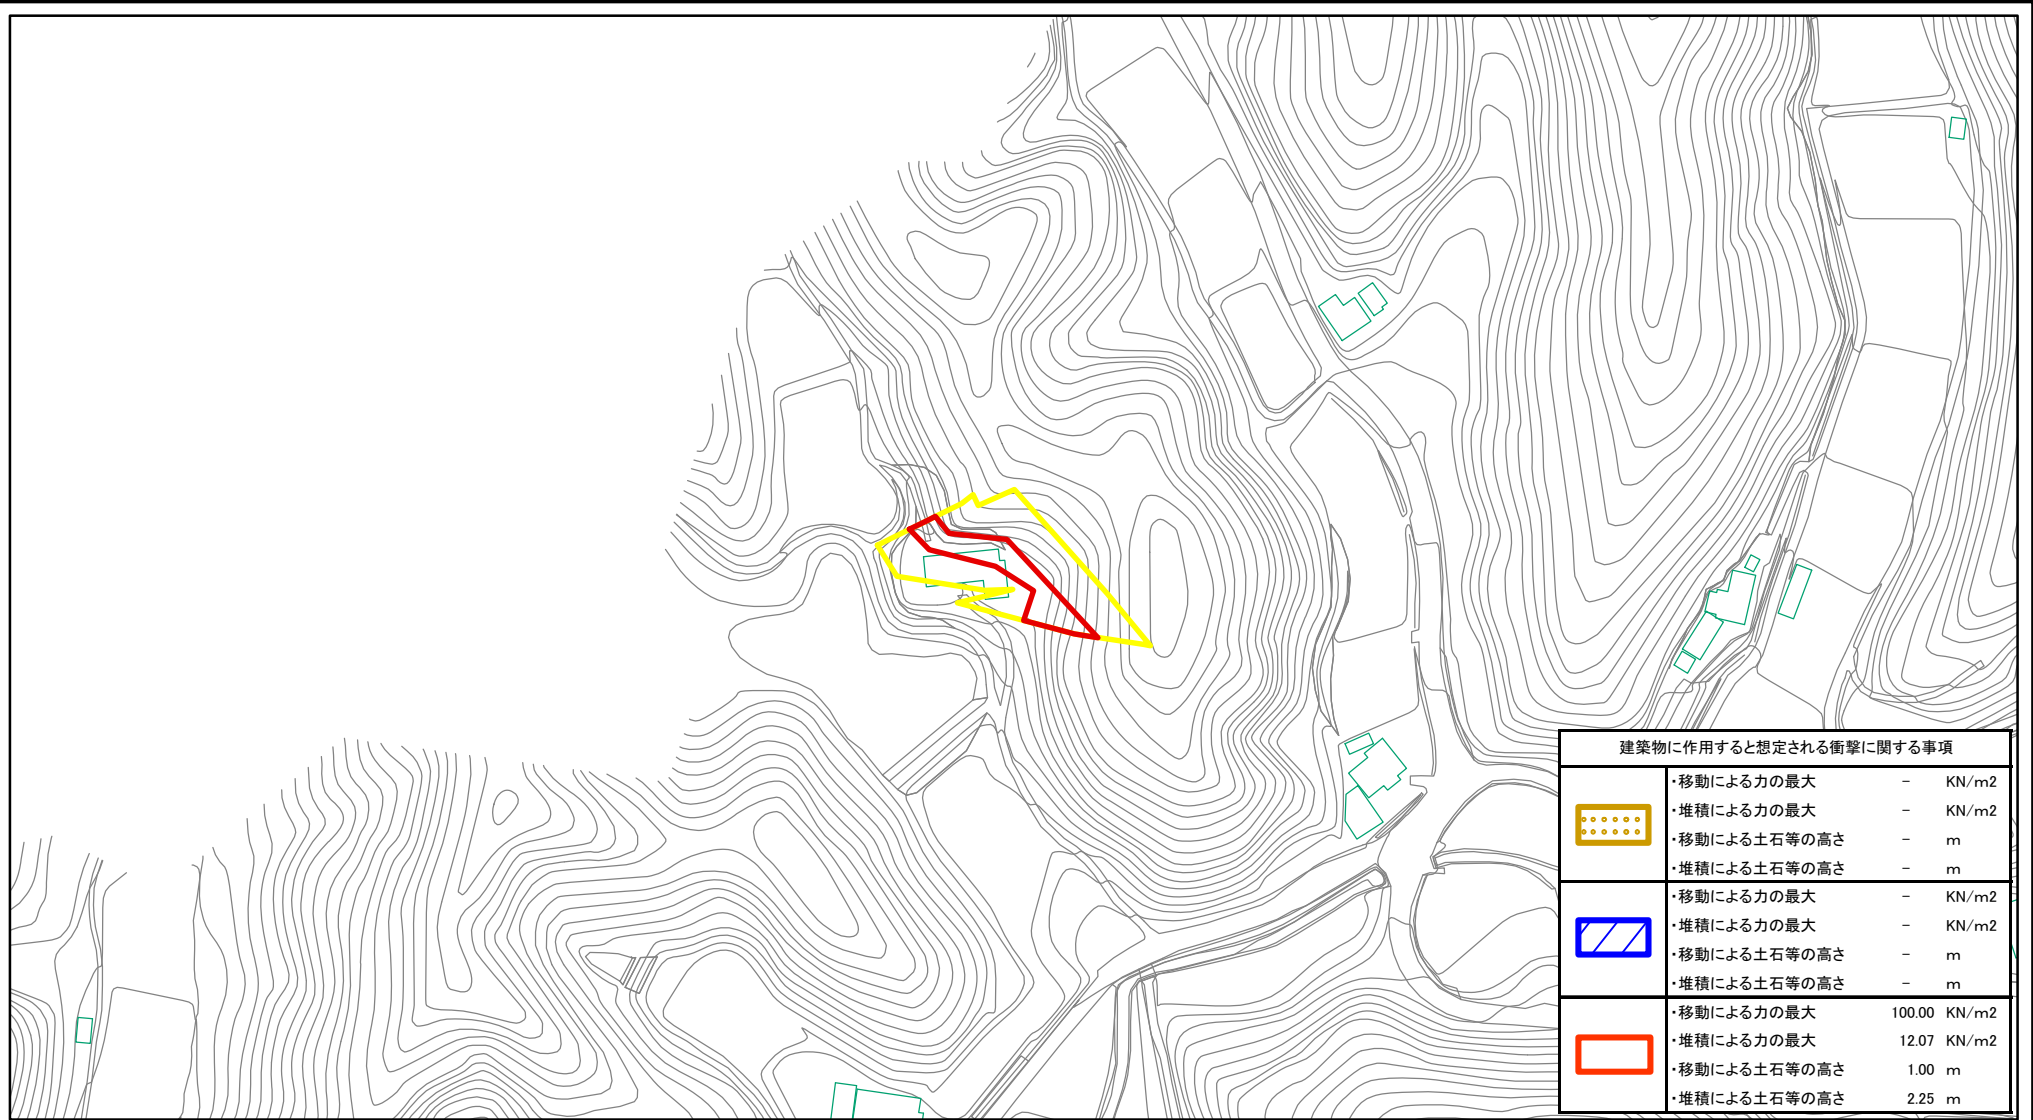 建築物に作用すると想定される衝撃に関する事項
・移動による力の最大 － KN/m2
・堆積による力の最大 － KN/m2
・移動による土石等の高さ － m
・堆積による土石等の高さ － m
・移動による力の最大 － KN/m2
・堆積による力の最大 － KN/m2
・移動による土石等の高さ － m
・堆積による土石等の高さ － m
・移動による力の最大 100.00 KN/m2
・堆積による力の最大 12.07 KN/m2
・移動による土石等の高さ 1.00 m
・堆積による土石等の高さ 2.25 m